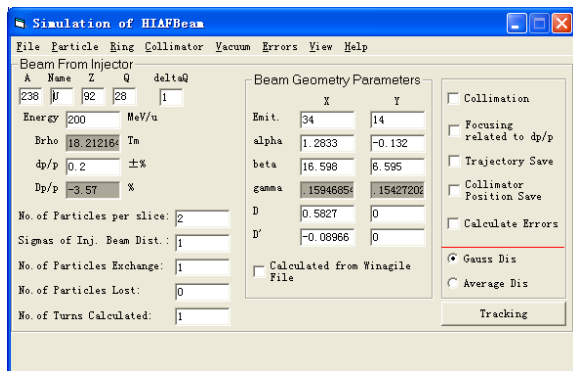 Simulation of HIAFBeam
File Particle Ring Collimator Vacuum Errors View Help
Beam From Injector
A Name Z Q deltaQ
238 U 92 28 1
Energy 200 MeV/u
Brho 18.212164 Tm
dp/p 0.2 ±%
Dp/p -3.57 %
No. of Particles per slice: 2
Sigmas of Inj. Beam Dist.: 1
No. of Particles Exchange: 1
No. of Particles Lost: 0
No. of Turns Calculated: 1
Beam Geometry Parameters
X Y
Emit. 34 14
alpha 1.2833 -0.132
beta 16.598 6.595
gamma .15946854 .15427202
D 0.5827 0
D' -0.08966 0
Calculated from Winagile
File
Collimation
Focusing
related to dp/p
Trajectory Save
Collimator
Position Save
Calculate Errors
Gauss Dis
Average Dis
Tracking